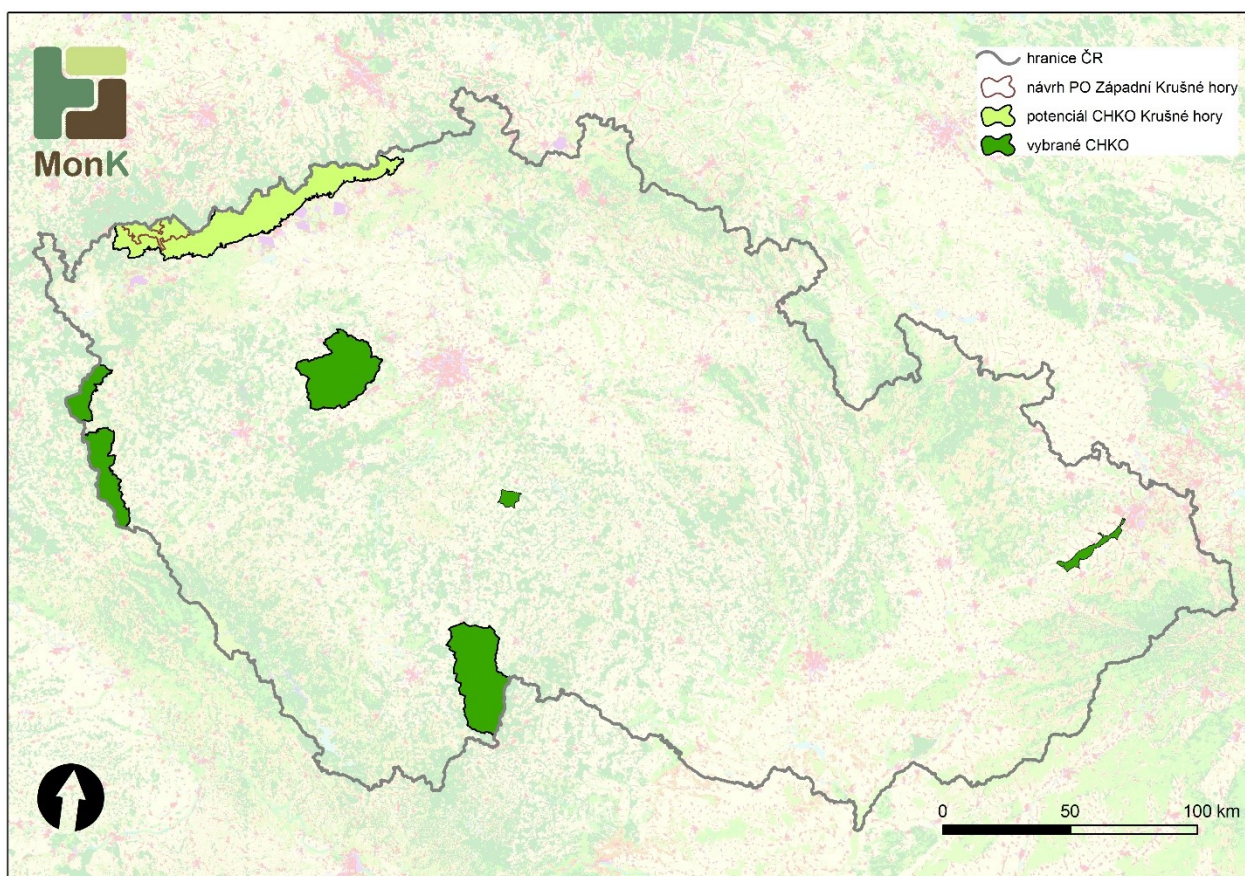 MonK
hranice ČR
návrh PO Západní Krušné hory
potenciál CHKO Krušné hory
vybrané CHKO
0 50 100 km